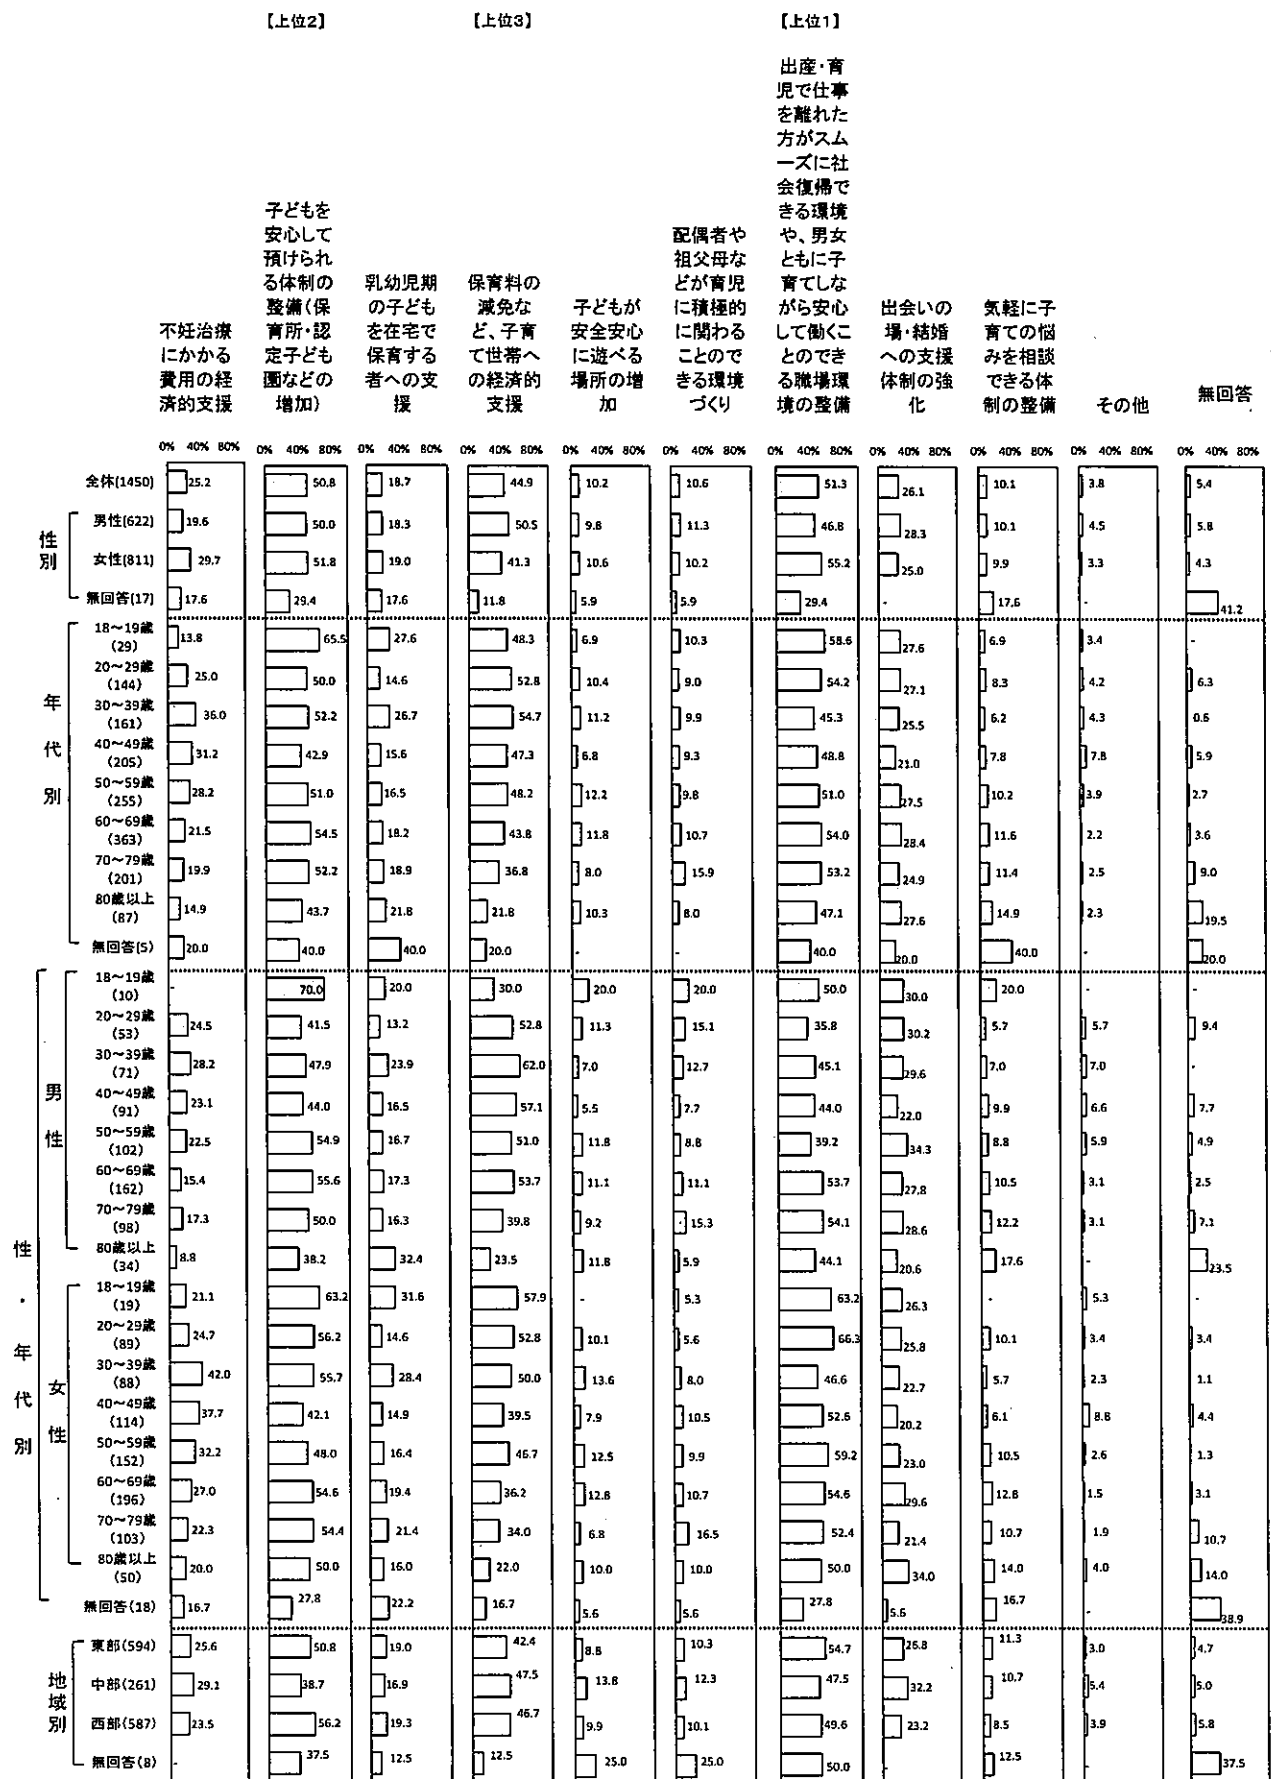 【上位2】 【上位3】 【上位1】
不妊治療
にかかる
費用の経
済的支援
子どもを
安心して
預けられ
る体制の
整備(保
育所・認
定子ども
園などの
増加)
乳幼児期
の子ども
を在宅で
保育する
者への支
援
保育料の
減免な
ど、子育
て世帯へ
の経済的
支援
子どもが
安全安心
に遊べる
場所の増
加
配偶者や
祖父母な
どが育児
に積極的
に関わる
ことので
きる環境
づくり
出産・育
児で仕事
を離れた
方がスム
ーズに社
会復帰で
きる環境
や、男女
ともに子
育てしな
がら安心
して働くこ
とのでき
る職場環
境の整備
出会いの
場・結婚
への支援
体制の強
化
気軽に子
育ての悩
みを相談
できる体
制の整備
その他
無回答
0% 40% 80% 0% 40% 80% 0% 40% 80% 0% 40% 80% 0% 40% 80% 0% 40% 80% 0% 40% 80% 0% 40% 80% 0% 40% 80% 0% 40% 80% 0% 40% 80%
全体(1450) 25.2 50.8 18.7 44.9 10.2 10.6 51.3 26.1 10.1 3.8 5.4
性別
男性(622) 19.6 50.0 18.3 50.5 9.8 11.3 46.8 28.3 10.1 4.5 5.8
女性(811) 29.7 51.8 19.0 41.3 10.6 10.2 55.2 25.0 9.9 3.3 4.3
無回答(17) 17.6 29.4 17.6 11.8 5.9 5.9 29.4 - 17.6 - 41.2
年代別
18～19歳
(29) 13.8 65.5 27.6 48.3 6.9 10.3 58.6 27.6 6.9 3.4 -
20～29歳
(144) 25.0 50.0 14.6 52.8 10.4 9.0 54.2 27.1 8.3 4.2 6.3
30～39歳
(161) 36.0 52.2 26.7 54.7 11.2 9.9 45.3 25.5 6.2 4.3 0.6
40～49歳
(205) 31.2 42.9 15.6 47.3 6.8 9.3 48.8 21.0 7.8 7.8 5.9
50～59歳
(255) 28.2 51.0 16.5 48.2 12.2 9.8 51.0 27.5 10.2 3.9 2.7
60～69歳
(363) 21.5 54.5 18.2 43.8 11.8 10.7 54.0 28.4 11.6 2.2 3.6
70～79歳
(201) 19.9 52.2 18.9 36.8 8.0 15.9 53.2 24.9 11.4 2.5 9.0
80歳以上
(87) 14.9 43.7 21.8 21.8 10.3 8.0 47.1 27.6 14.9 2.3 19.5
無回答(5) 20.0 40.0 40.0 20.0 - - 40.0 20.0 40.0 - 20.0
性・年代別
男性
18～19歳
(10) - 70.0 20.0 30.0 20.0 20.0 50.0 30.0 20.0 - -
20～29歳
(53) 24.5 41.5 13.2 52.8 11.3 15.1 35.8 30.2 5.7 5.7 9.4
30～39歳
(71) 28.2 47.9 23.9 62.0 7.0 12.7 45.1 29.6 7.0 7.0 -
40～49歳
(91) 23.1 44.0 16.5 57.1 5.5 7.7 44.0 22.0 9.9 6.6 7.7
50～59歳
(102) 22.5 54.9 16.7 51.0 11.8 8.8 39.2 34.3 8.8 5.9 4.9
60～69歳
(162) 15.4 55.6 17.3 53.7 11.1 11.1 53.7 27.8 10.5 3.1 2.5
70～79歳
(98) 17.3 50.0 16.3 39.8 9.2 15.3 54.1 28.6 12.2 3.1 7.1
80歳以上
(34) 8.8 38.2 32.4 23.5 11.8 5.9 44.1 20.6 17.6 - 23.5
女性
18～19歳
(19) 21.1 63.2 31.6 57.9 - 5.3 63.2 26.3 - 5.3 -
20～29歳
(89) 24.7 56.2 14.6 52.8 10.1 5.6 66.3 25.8 10.1 3.4 3.4
30～39歳
(88) 42.0 55.7 28.4 50.0 13.6 8.0 46.6 22.7 5.7 2.3 1.1
40～49歳
(114) 37.7 42.1 14.9 39.5 7.9 10.5 52.6 20.2 6.1 8.8 4.4
50～59歳
(152) 32.2 48.0 16.4 46.7 12.5 9.9 59.2 23.0 10.5 2.6 1.3
60～69歳
(196) 27.0 54.6 19.4 36.2 12.8 10.7 54.6 29.6 12.8 1.5 3.1
70～79歳
(103) 22.3 54.4 21.4 34.0 6.8 16.5 52.4 21.4 10.7 1.9 10.7
80歳以上
(50) 20.0 50.0 16.0 22.0 10.0 10.0 50.0 34.0 14.0 4.0 14.0
無回答(18) 16.7 27.8 22.2 16.7 5.6 5.6 27.8 5.6 16.7 - 38.9
地域別
東部(594) 25.6 50.8 19.0 42.4 8.8 10.3 54.7 26.8 11.3 3.0 4.7
中部(261) 29.1 38.7 16.9 47.5 13.8 12.3 47.5 32.2 10.7 5.4 5.0
西部(587) 23.5 56.2 19.3 46.7 9.9 10.1 49.6 23.2 8.5 3.9 5.8
無回答(8) - 37.5 12.5 12.5 25.0 25.0 50.0 12.5 37.5